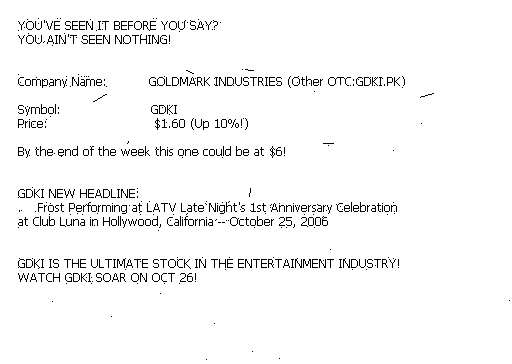 YOU'VE SEEN IT BEFORE YOU SAY?
YOU AIN'T SEEN NOTHING!
Company Name: GOLDMARK INDUSTRIES (Other OTC:GDKI.PK)
Symbol: GDKI
Price: $1.60 (Up 10%!)
By the end of the week this one could be at $6!
GDKI NEW HEADLINE:
. .Frost Performing at LATV Late Night's 1st Anniversary Celebration
at Club Luna in Hollywood, California -- October 25, 2006
GDKI IS THE ULTIMATE STOCK IN THE ENTERTAINMENT INDUSTRY!
WATCH GDKI SOAR ON OCT 26!